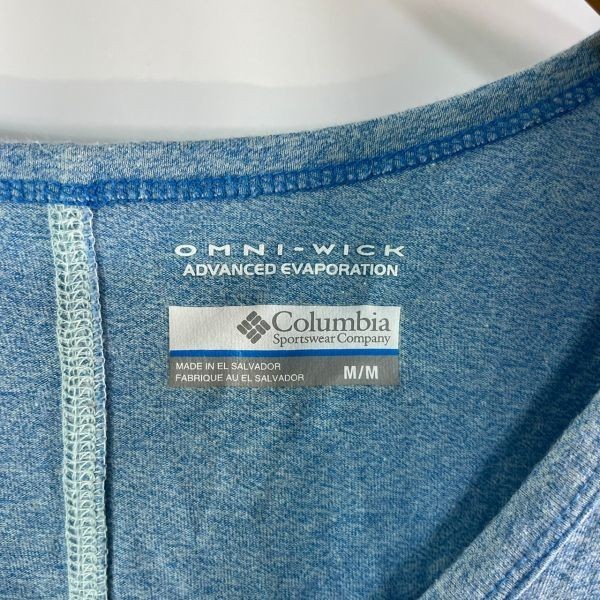 OMNI-WICK
ADVANCED EVAPORATION
Columbia
Sportswear Company
MADE IN EL SALVADOR
FABRIQUE AU EL SALVADOR
M/M